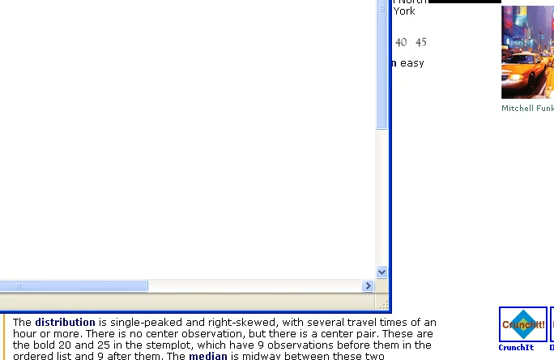 North
York
40 45
easy
Mitchell Funk
The distribution is single-peaked and right-skewed, with several travel times of an
hour or more. There is no center observation, but there is a center pair. These are
the bold 20 and 25 in the stemplot, which have 9 observations before them in the
ordered list and 9 after them. The median is midway between these two
CrunchIt!
CrunchIt